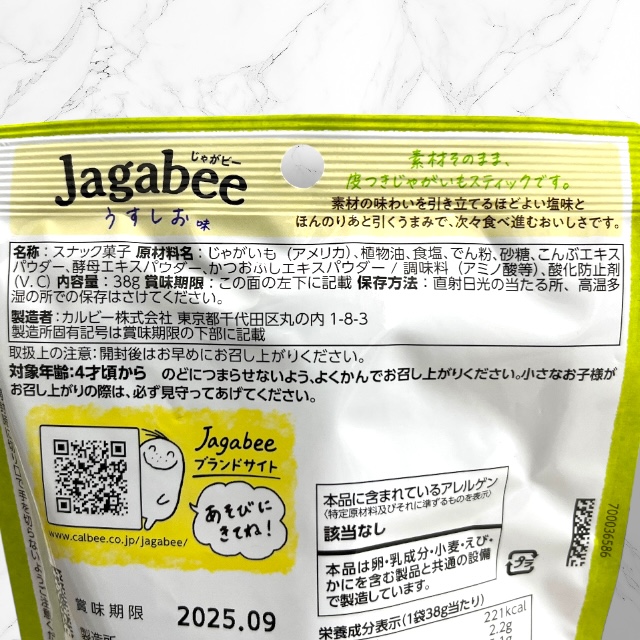 じゃがビー
Jagabee
うすしお味
素材そのまま、
皮つきじゃがいもスティックです。
素材の味わいを引き立てるほどよい塩味と
ほんのりあと引くうまみで、次々食べ進むおいしさです。
名称：スナック菓子 原材料名：じゃがいも（アメリカ）、植物油、食塩、でん粉、砂糖、こんぶエキス
パウダー、酵母エキスパウダー、かつおぶしエキスパウダー / 調味料（アミノ酸等）、酸化防止剤
(V.C) 内容量：38g 賞味期限：この面の左下に記載 保存方法：直射日光の当たる所、高温多
湿の所での保存はさけてください。
製造者：カルビー株式会社 東京都千代田区丸の内 1-8-3
製造所固有記号は賞味期限の下部に記載
取扱上の注意：開封後はお早めにお召し上がりください。
対象年齢：4才頃から のどにつまらせないよう、よくかんでお召し上がりください。小さなお子様が
お召し上がりの際は、必ず見守ってあげてください。
Jagabee
ブランドサイト
あそびに
きてね！
www.calbee.co.jp/jagabee/
本品に含まれているアレルゲン
（特定原材料及びそれに準ずるものを表示）
該当なし
本品は卵・乳成分・小麦・えび・
かにを含む製品と共通の設備
で製造しています。
プラ
700036586
賞味期限 2025.09
製造所
栄養成分表示（1袋38g当たり）
221kcal
2.2g